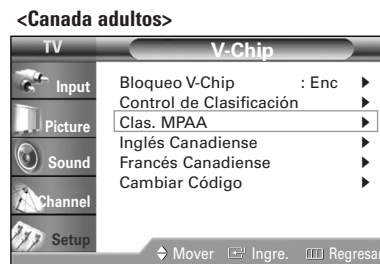 <Canada adultos>
TV
V-Chip
Input
Picture
Sound
Channel
Setup
Bloqueo V-Chip : Enc
Control de Clasificación
Clas. MPAA
Inglés Canadiense
Francés Canadiense
Cambiar Código
Mover Ingre. Regresar